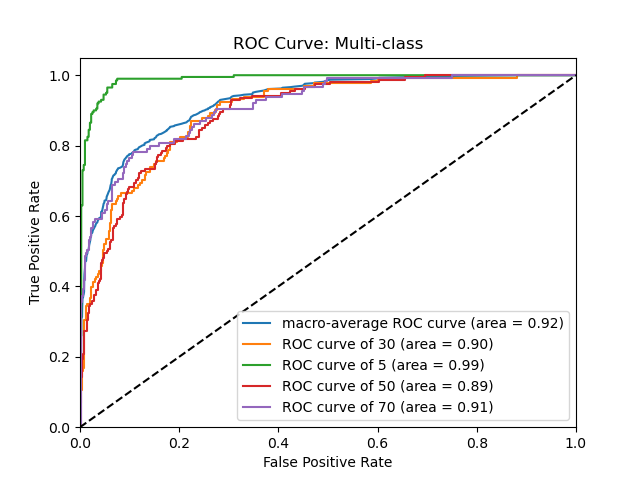 ROC Curve: Multi-class
True Positive Rate
1.0
0.8
0.6
0.4
0.2
0.0
macro-average ROC curve (area = 0.92)
ROC curve of 30 (area = 0.90)
ROC curve of 5 (area = 0.99)
ROC curve of 50 (area = 0.89)
ROC curve of 70 (area = 0.91)
0.0 0.2 0.4 0.6 0.8 1.0
False Positive Rate